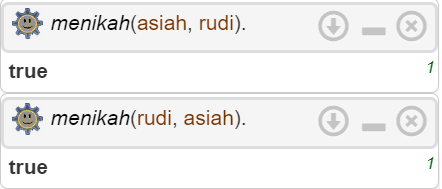 menikah(asiah, rudi).
true
1
menikah(rudi, asiah).
true
1